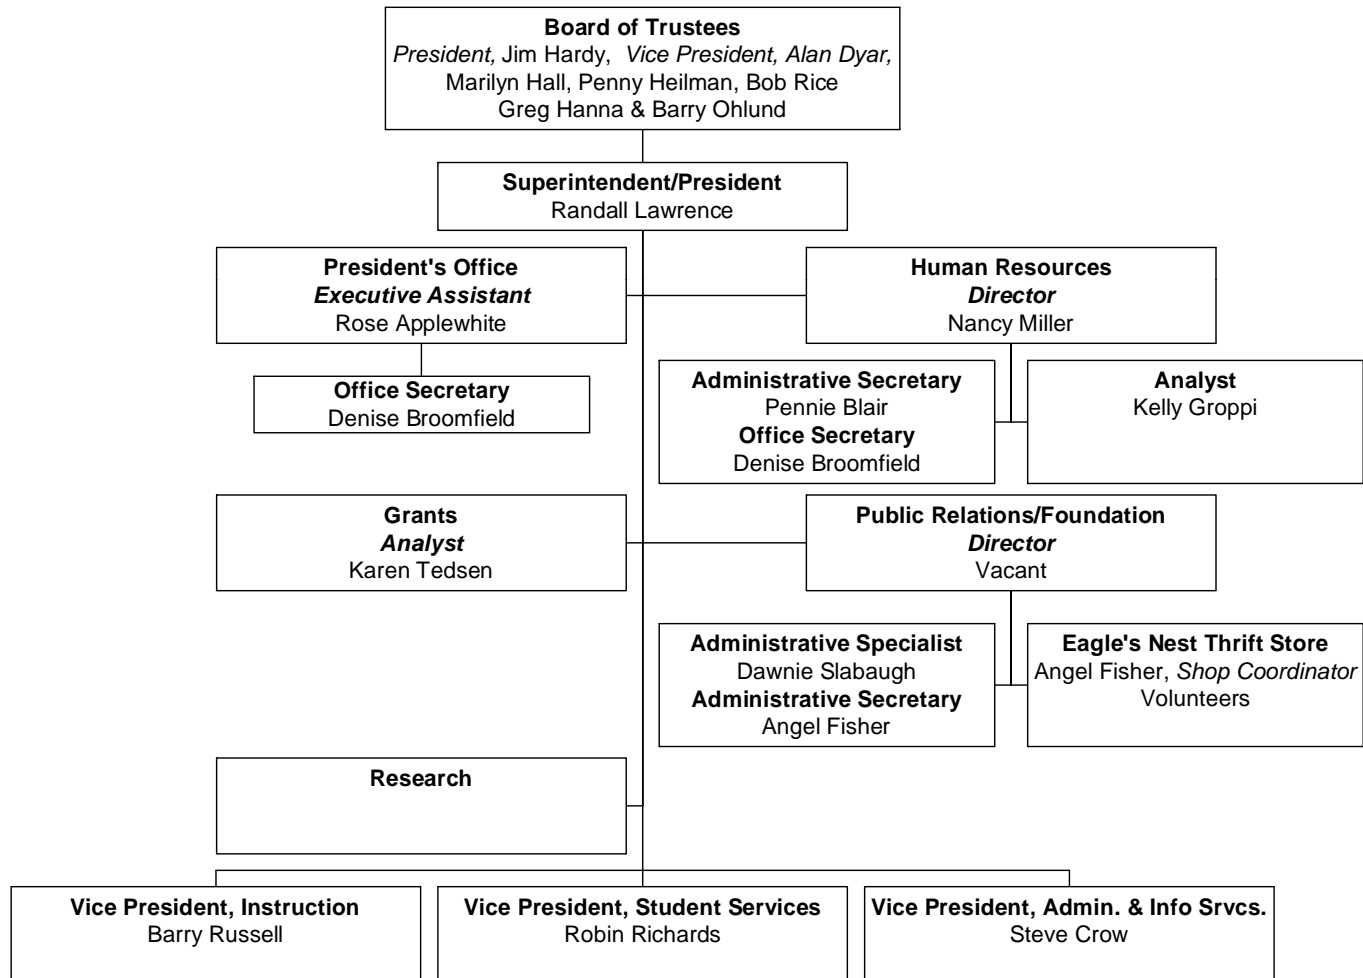 Board of Trustees
President, Jim Hardy, Vice President, Alan Dyar,
Marilyn Hall, Penny Heilman, Bob Rice
Greg Hanna & Barry Ohlund
Superintendent/President
Randall Lawrence
President's Office
Executive Assistant
Rose Applewhite
Human Resources
Director
Nancy Miller
Office Secretary
Denise Broomfield
Administrative Secretary
Pennie Blair
Office Secretary
Denise Broomfield
Analyst
Kelly Groppi
Grants
Analyst
Karen Tedsen
Public Relations/Foundation
Director
Vacant
Administrative Specialist
Dawnie Slabaugh
Administrative Secretary
Angel Fisher
Eagle's Nest Thrift Store
Angel Fisher, Shop Coordinator
Volunteers
Research
Vice President, Instruction
Barry Russell
Vice President, Student Services
Robin Richards
Vice President, Admin. & Info Srvcs.
Steve Crow